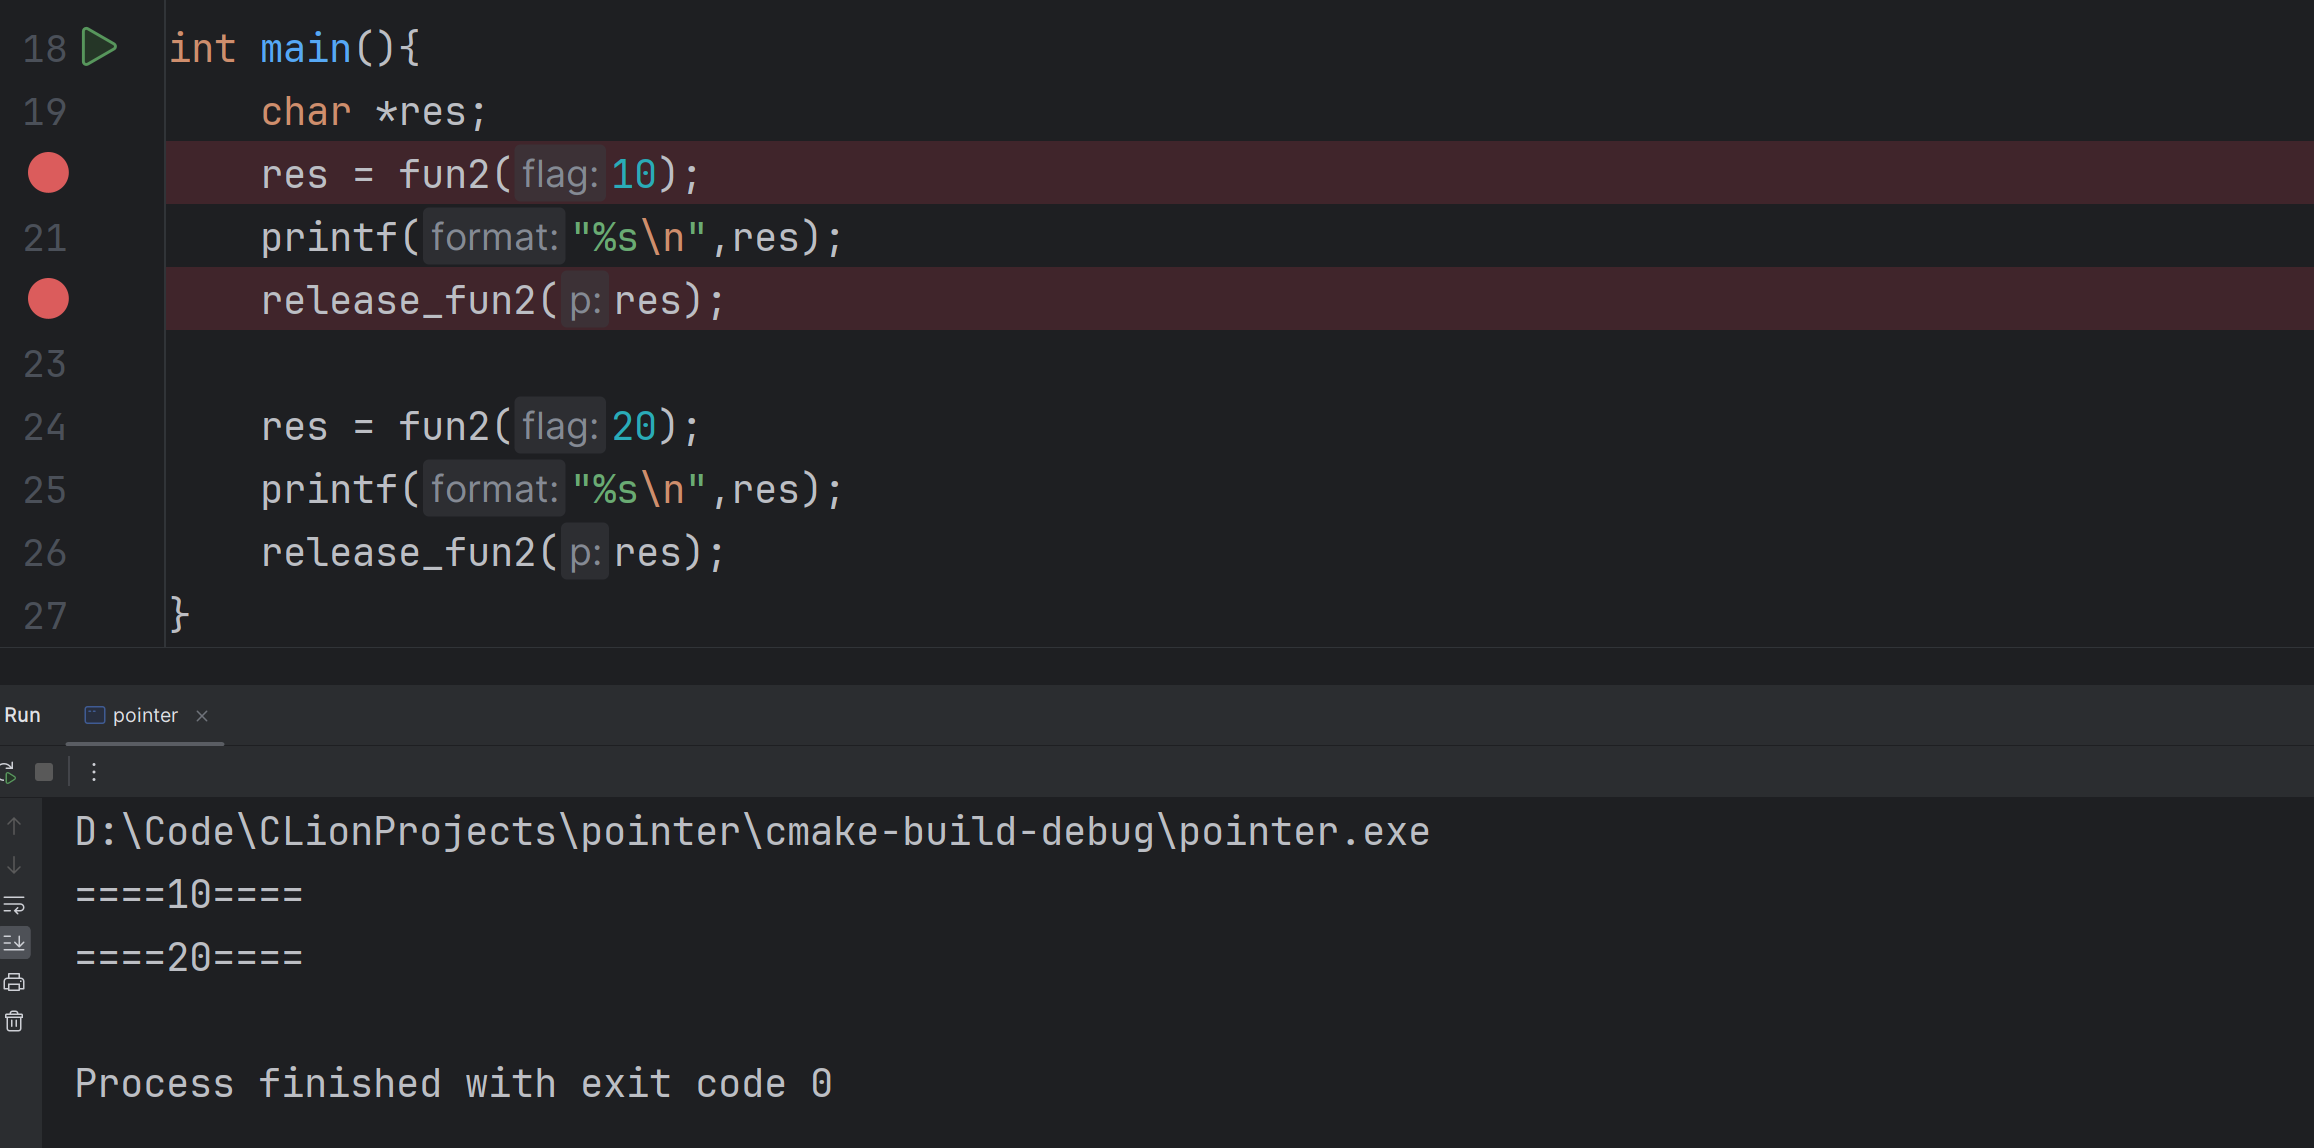 18 int main(){
19 char *res;
res = fun2(flag: 10);
21 printf(format: "%s\n",res);
release_fun2(p: res);
23
24 res = fun2(flag: 20);
25 printf(format: "%s\n",res);
26 release_fun2(p: res);
27 }
Run pointer
D:\Code\CLionProjects\pointer\cmake-build-debug\pointer.exe
====10====
====20====
Process finished with exit code 0